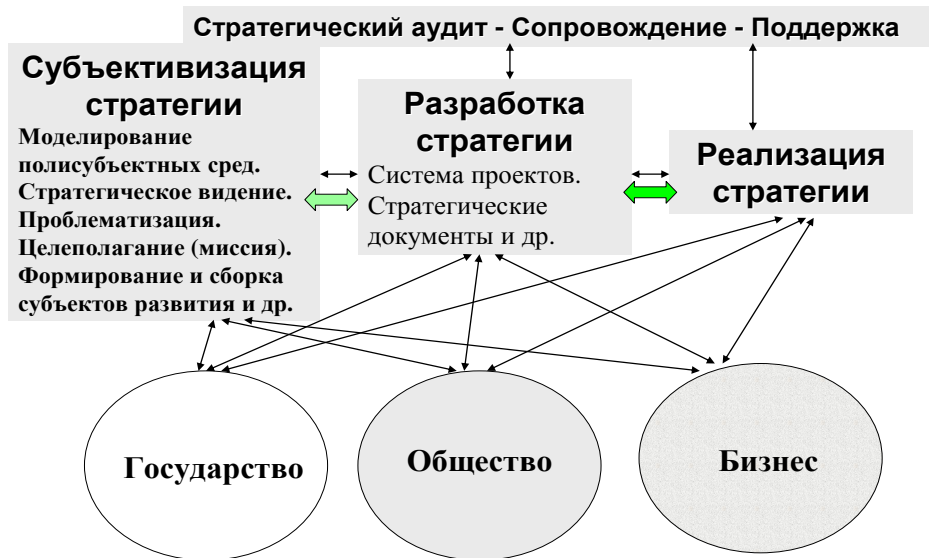 Стратегический аудит - Сопровождение - Поддержка
Субъективизация
стратегии
Моделирование
полисубъектных сред.
Стратегическое видение.
Проблематизация.
Целеполагание (миссия).
Формирование и сборка
субъектов развития и др.
Разработка
стратегии
Система проектов.
Стратегические
документы и др.
Реализация
стратегии
Государство
Общество
Бизнес